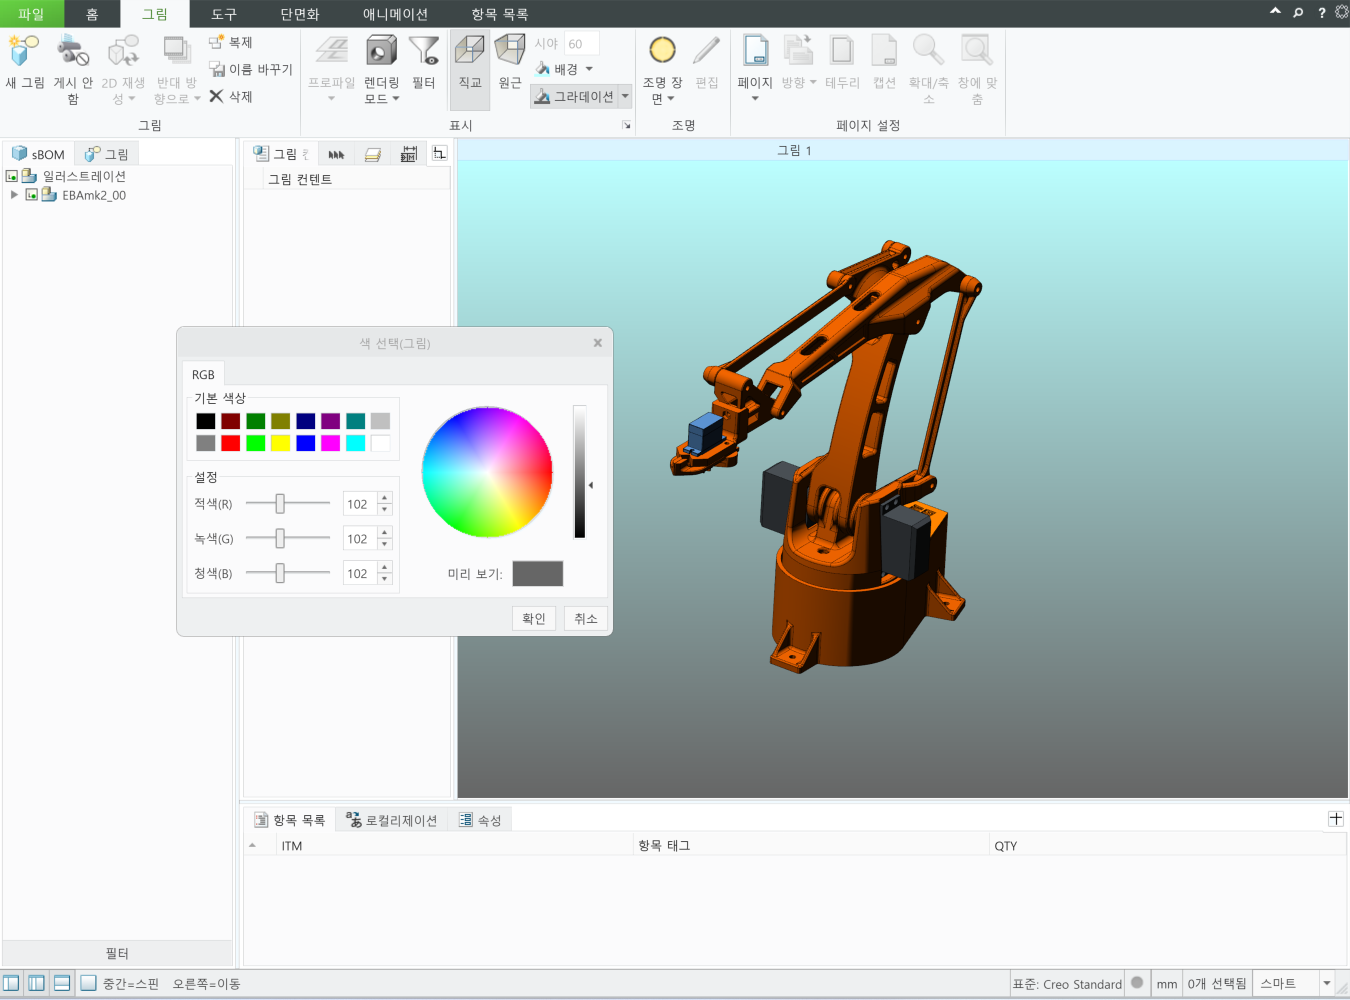 파일 홈 그림 도구 단면화 애니메이션 항목 목록
새 그림
게시 안 함
2D 재생성
반대 방향으로
복제
이름 바꾸기
삭제
그림
프로파일
렌더링 모드
필터
직교
원근
시야 60
배경
그라데이션
표시
조명 장면
편집
조명
페이지
방향
테두리
캡션
확대/축소
창에 맞춤
페이지 설정
sBOM 그림
일러스트레이션
EBAmk2_00
필터
그림
그림 컨텐트
그림 1
색 선택(그림)
RGB
기본 색상
설정
적색(R) 102
녹색(G) 102
청색(B) 102
미리 보기:
확인 취소
항목 목록 로컬리제이션 속성
ITM 항목 태그 QTY
중간=스핀 오른쪽=이동
표준: Creo Standard mm 0개 선택됨 스마트